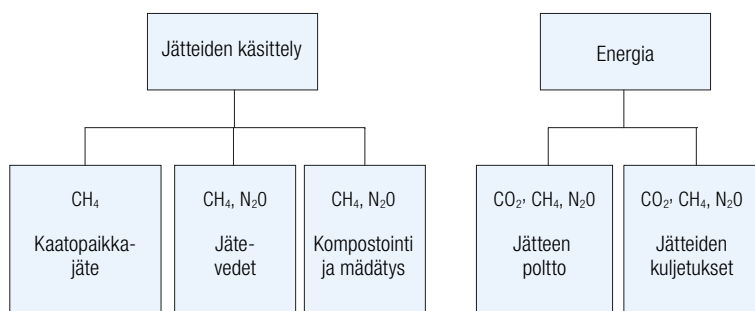 Jätteiden käsittely
Energia
CH₄
Kaatopaikka-
jäte
CH₄, N₂O
Jäte-
vedet
CH₄, N₂O
Kompostointi
ja mädätys
CO₂, CH₄, N₂O
Jätteen
poltto
CO₂, CH₄, N₂O
Jätteiden
kuljetukset